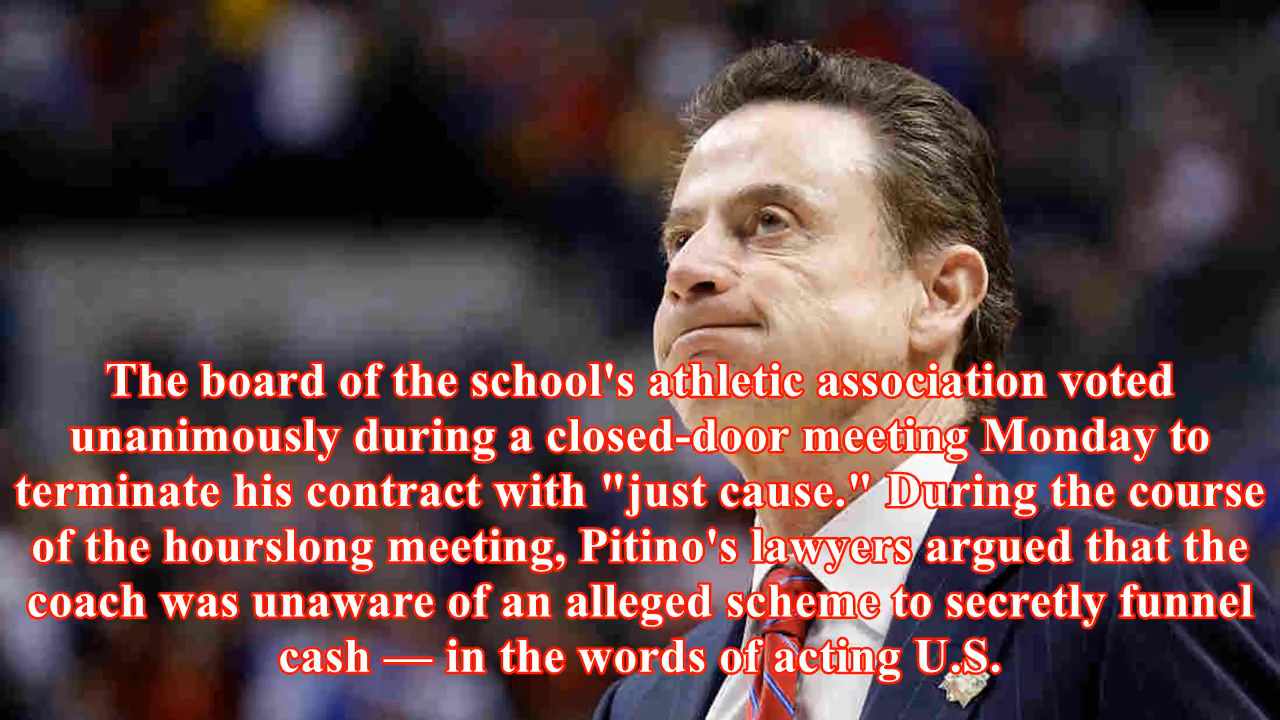 The board of the school's athletic association voted
unanimously during a closed-door meeting Monday to
terminate his contract with "just cause." During the course
of the hourslong meeting, Pitino's lawyers argued that the
coach was unaware of an alleged scheme to secretly funnel
cash — in the words of acting U.S.